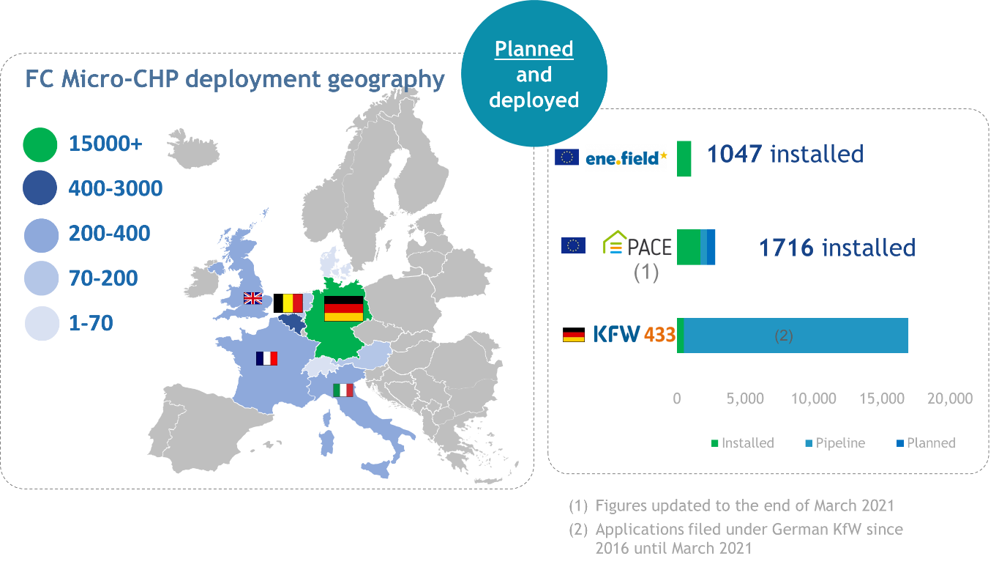 Planned
and
deployed
FC Micro-CHP deployment geography
15000+
400-3000
200-400
70-200
1-70
ene.field 1047 installed
PACE 1716 installed
(1)
KFW 433 (2)
0 5,000 10,000 15,000 20,000
Installed Pipeline Planned
(1) Figures updated to the end of March 2021
(2) Applications filed under German KfW since
2016 until March 2021